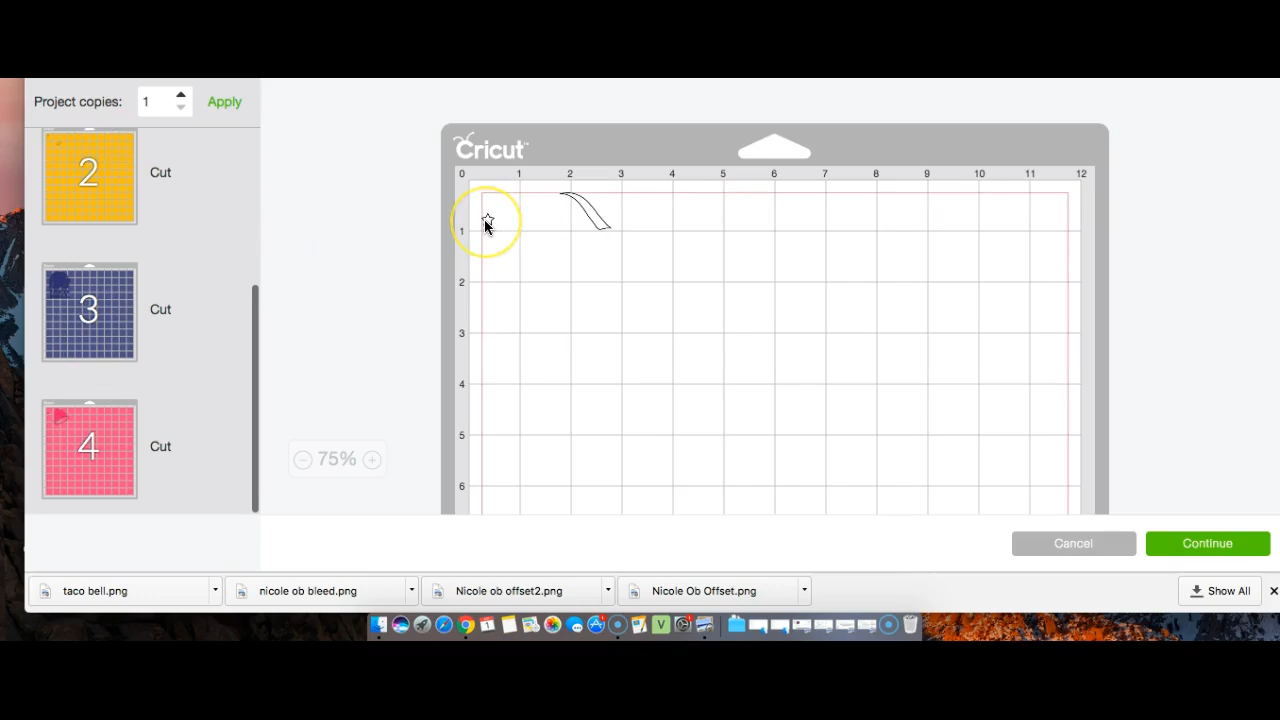 Project copies: 1 Apply
2 Cut
3 Cut
4 Cut
Cricut™
0 1 2 3 4 5 6 7 8 9 10 11 12
1
2
3
4
5
6
75%
Cancel Continue
taco bell.png nicole ob bleed.png Nicole ob offset2.png Nicole Ob Offset.png Show All